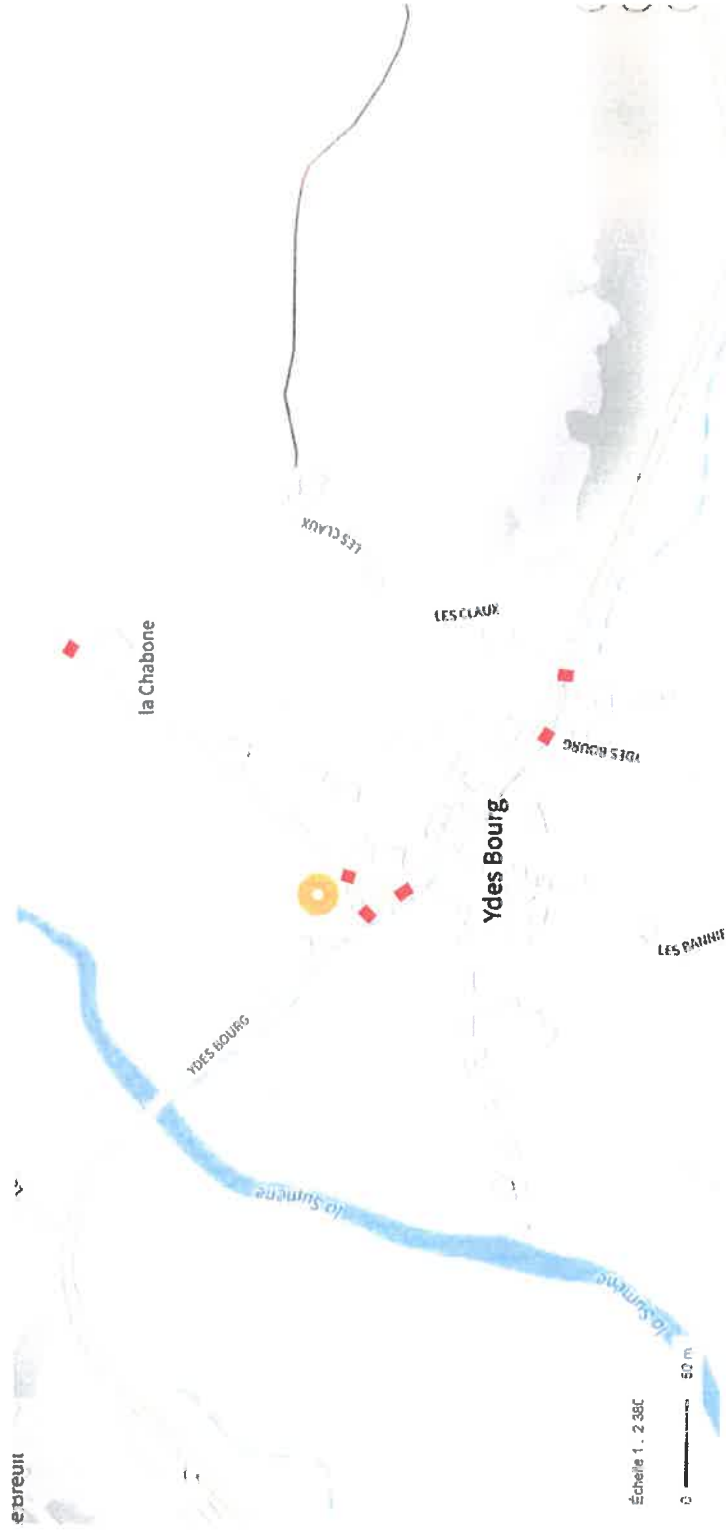 la Chabone
LES CLAUX
LES CLAUX
YDES BOURG
Ydes Bourg
YDES BOURG
la Sumène
la Sumène
Échelle 1 : 2 380
0 50 m